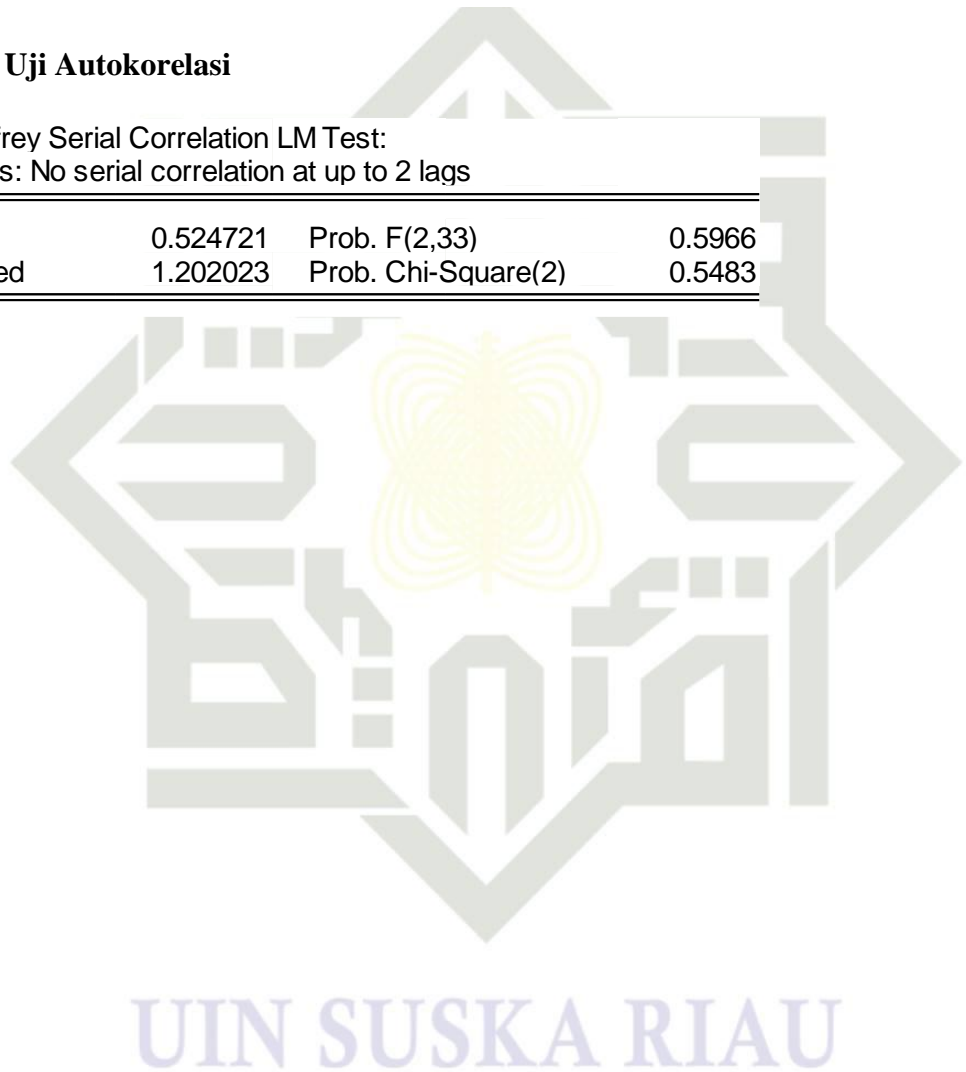 Uji Autokorelasi
frey Serial Correlation LM Test:
s: No serial correlation at up to 2 lags
0.524721 Prob. F(2,33) 0.5966
ed 1.202023 Prob. Chi-Square(2) 0.5483
UIN SUSKA RIAU